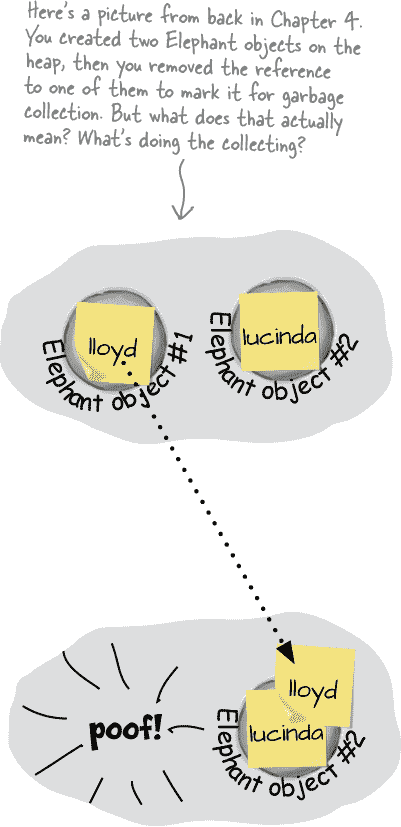 Here's a picture from back in Chapter 4.
You created two Elephant objects on the
heap, then you removed the reference
to one of them to mark it for garbage
collection. But what does that actually
mean? What's doing the collecting?
lloyd
Elephant object #1
lucinda
Elephant object #2
poof!
lloyd
lucinda
Elephant object #2